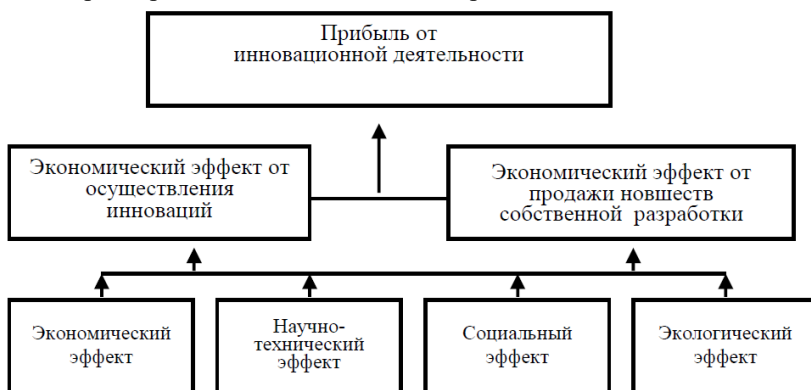 Прибыль от
инновационной деятельности
Экономический эффект от
осуществления
инноваций
Экономический эффект от
продажи новшеств
собственной разработки
Экономический
эффект
Научно-
технический
эффект
Социальный
эффект
Экологический
эффект